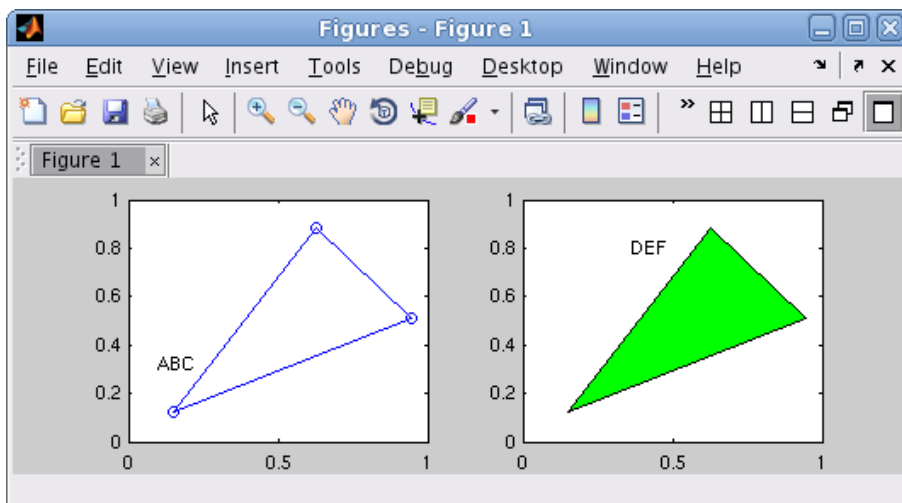 Figures - Figure 1
File Edit View Insert Tools Debug Desktop Window Help
»
Figure 1 ×
1 1
0.8 DEF 0.8
0.6 0.6
0.4 0.4
ABC
0.2 0.2
0 0
0 0.5 1 0 0.5 1